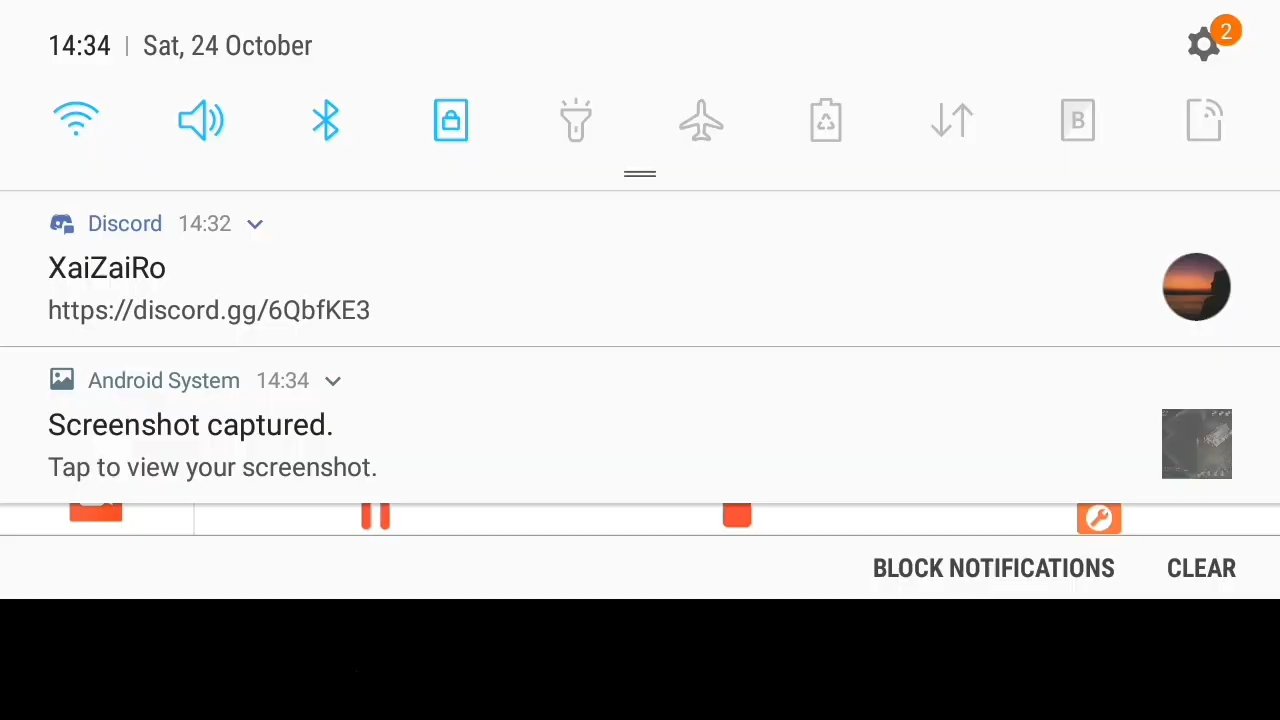 14:34 | Sat, 24 October
2
B
Discord 14:32
XaiZaiRo
https://discord.gg/6QbfKE3
Android System 14:34
Screenshot captured.
Tap to view your screenshot.
BLOCK NOTIFICATIONS CLEAR